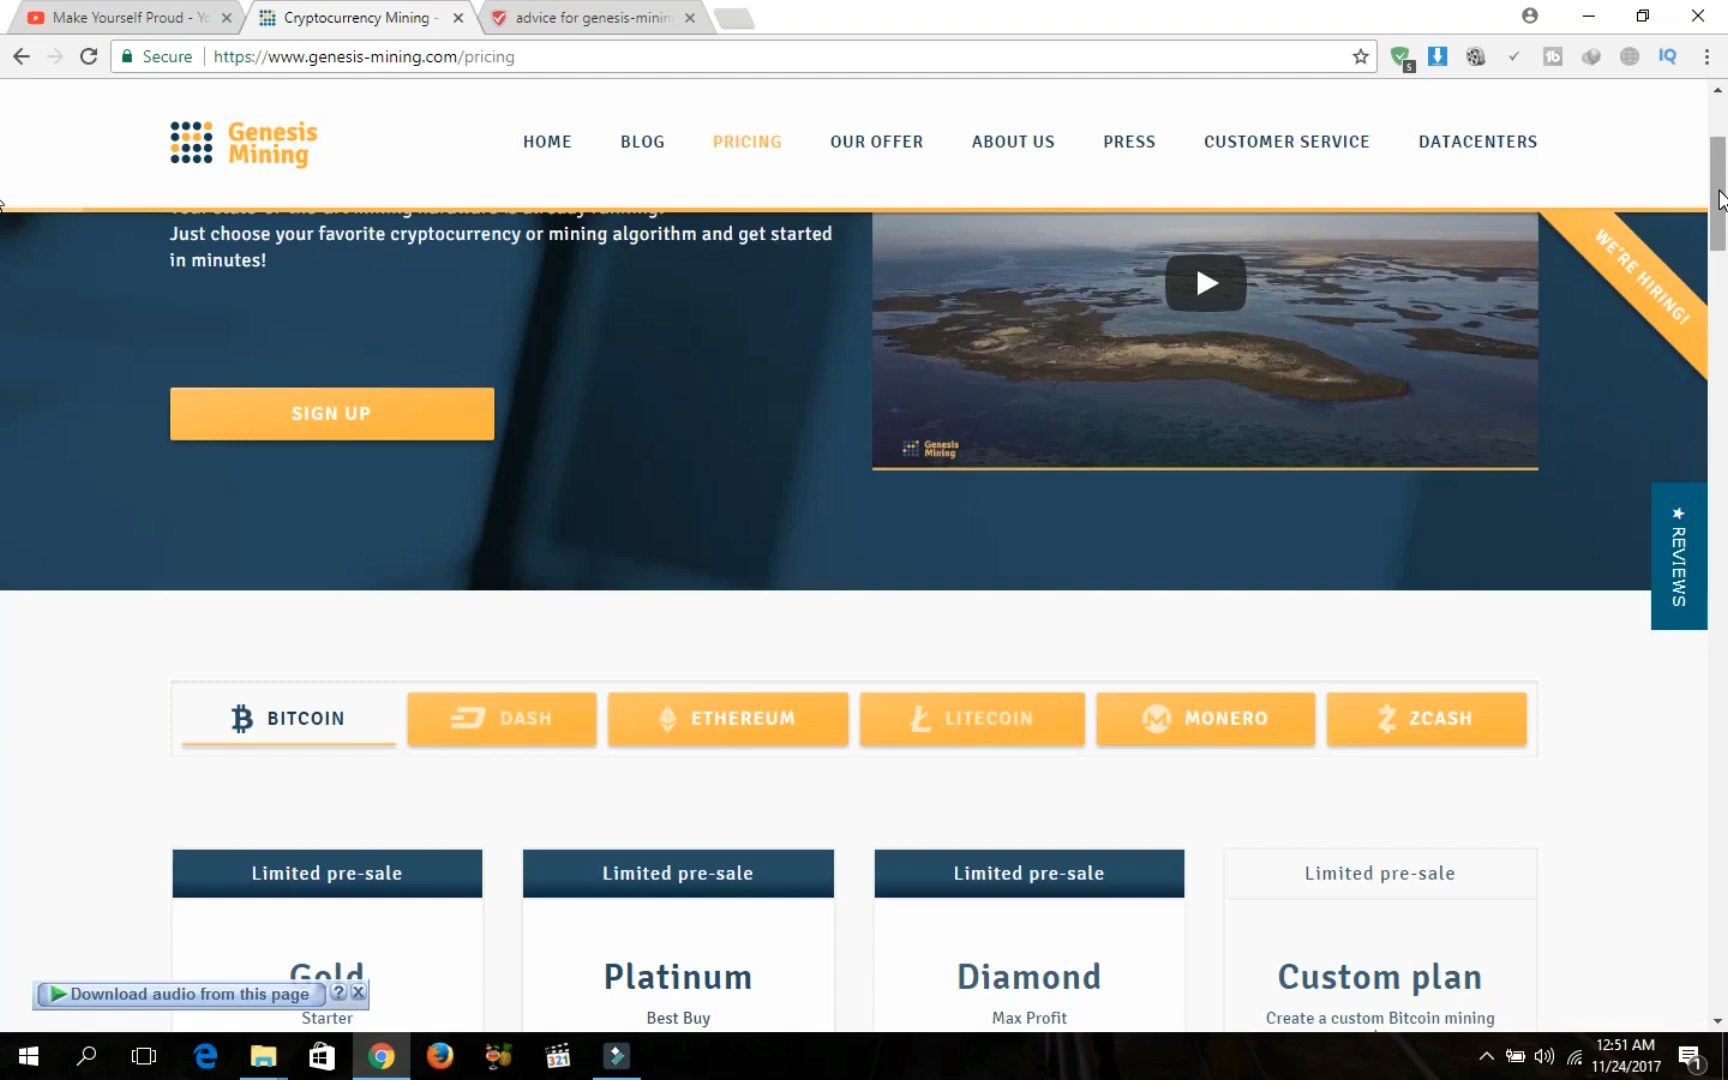 Make Yourself Proud - Yo
Cryptocurrency Mining -
advice for genesis-minin
Secure
https://www.genesis-mining.com/pricing
s
tb
IQ
Genesis
Mining
HOME
BLOG
PRICING
OUR OFFER
ABOUT US
PRESS
CUSTOMER SERVICE
DATACENTERS
Just choose your favorite cryptocurrency or mining algorithm and get started
in minutes!
SIGN UP
Genesis
Mining
WE'RE HIRING!
★ REVIEWS
BITCOIN
DASH
ETHEREUM
LITECOIN
MONERO
ZCASH
Limited pre-sale
Limited pre-sale
Limited pre-sale
Limited pre-sale
Gold
Platinum
Diamond
Custom plan
Starter
Best Buy
Max Profit
Create a custom Bitcoin mining
Download audio from this page
?
321
12:51 AM
11/24/2017
1